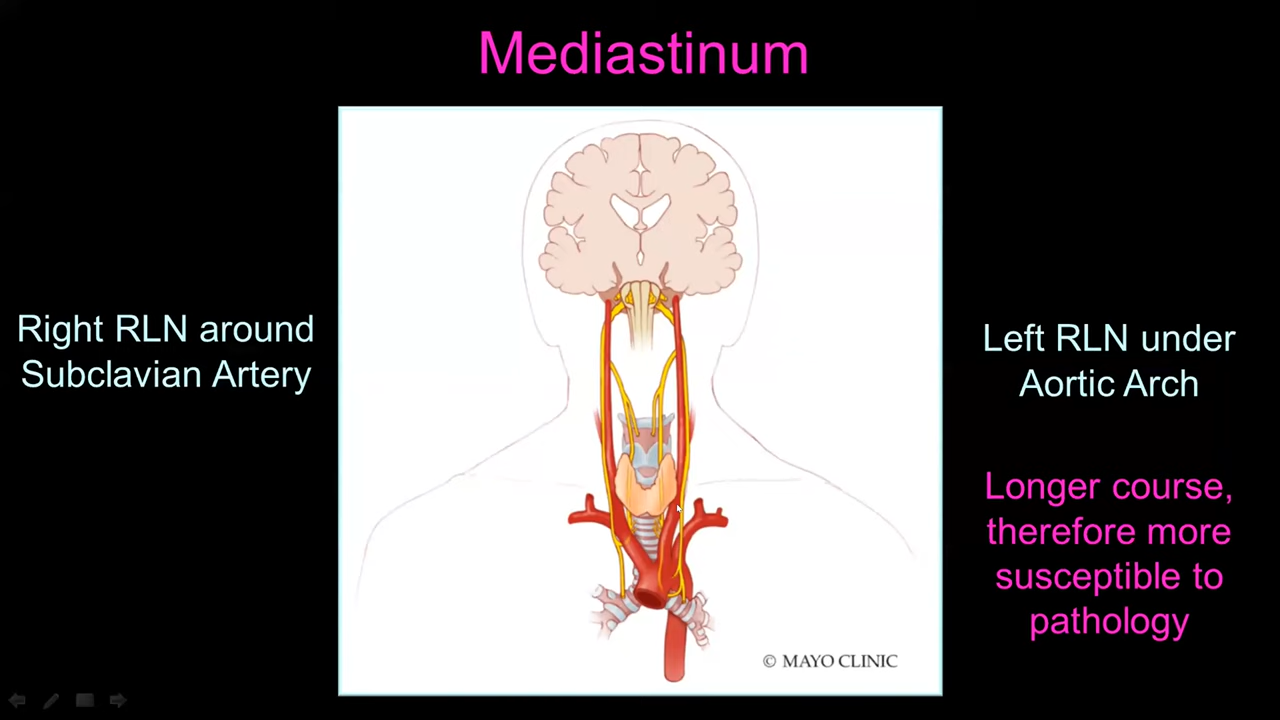 Mediastinum
Right RLN around
Subclavian Artery
Left RLN under
Aortic Arch
Longer course,
therefore more
susceptible to
pathology
© MAYO CLINIC